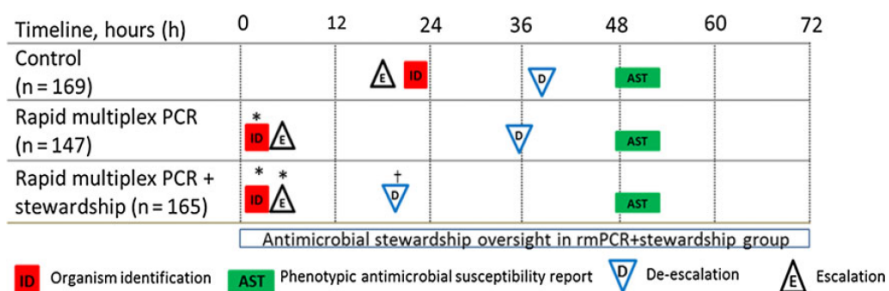 Timeline, hours (h) 0 12 24 36 48 60 72
Control
(n = 169) E ID D AST
*
Rapid multiplex PCR
(n = 147) ID E D AST
* * †
Rapid multiplex PCR +
stewardship (n = 165) ID E D AST
Antimicrobial stewardship oversight in rmPCR+stewardship group
ID Organism identification AST Phenotypic antimicrobial susceptibility report D De-escalation E Escalation